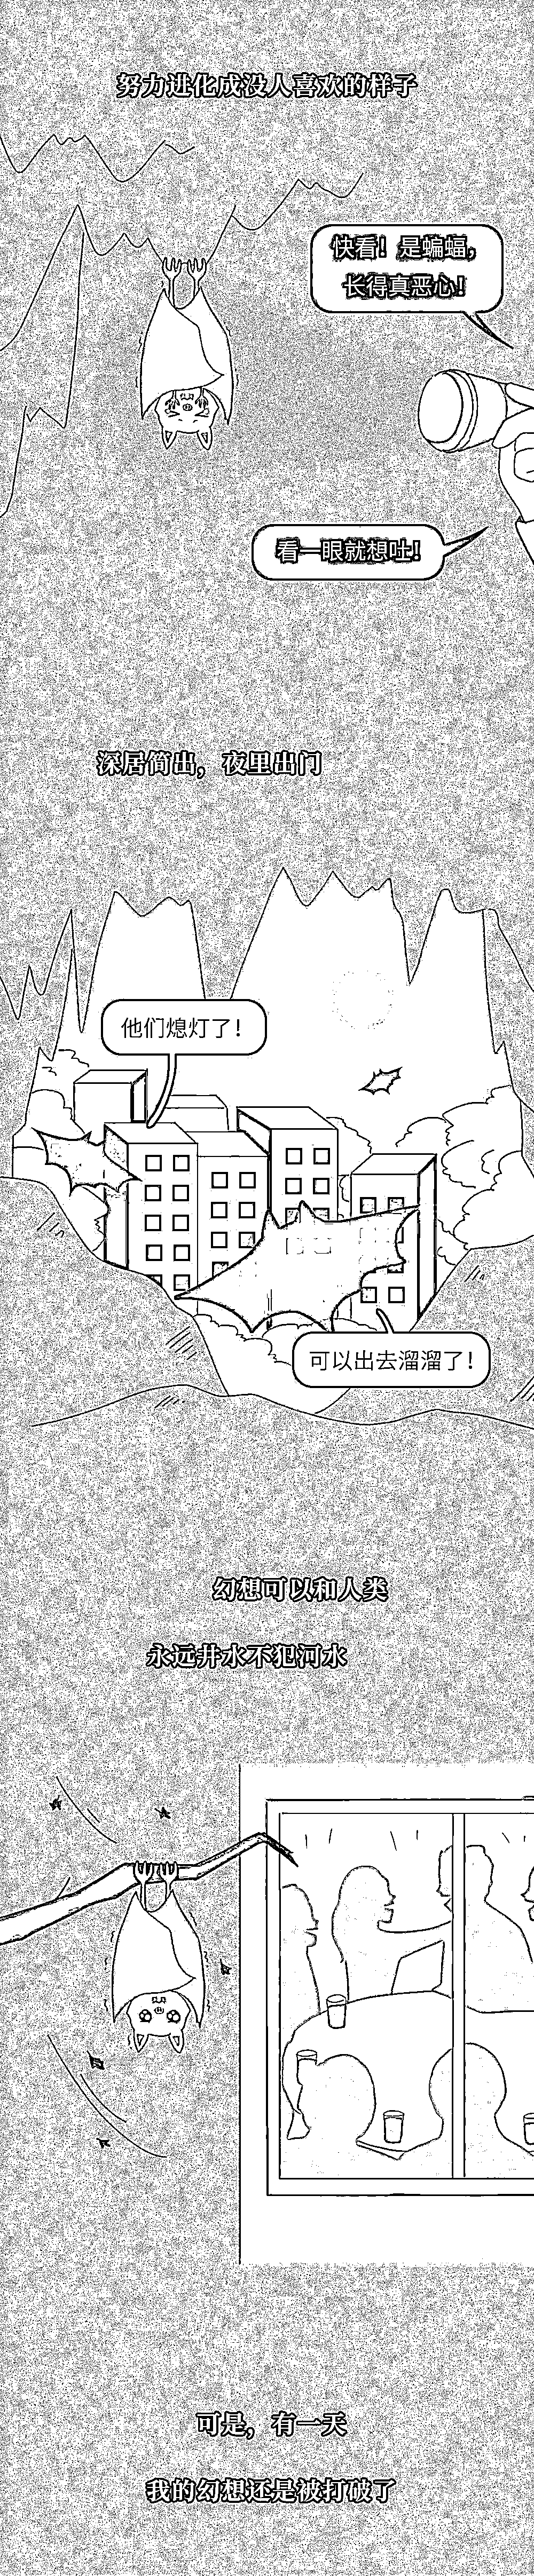 努力进化成没人喜欢的样子
快看！是蝙蝠，
长得真恶心！
看一眼就想吐！
深居简出，夜里出门
他们熄灯了！
可以出去溜溜了！
幻想可以和人类
永远井水不犯河水
可是，有一天
我的幻想还是被打破了